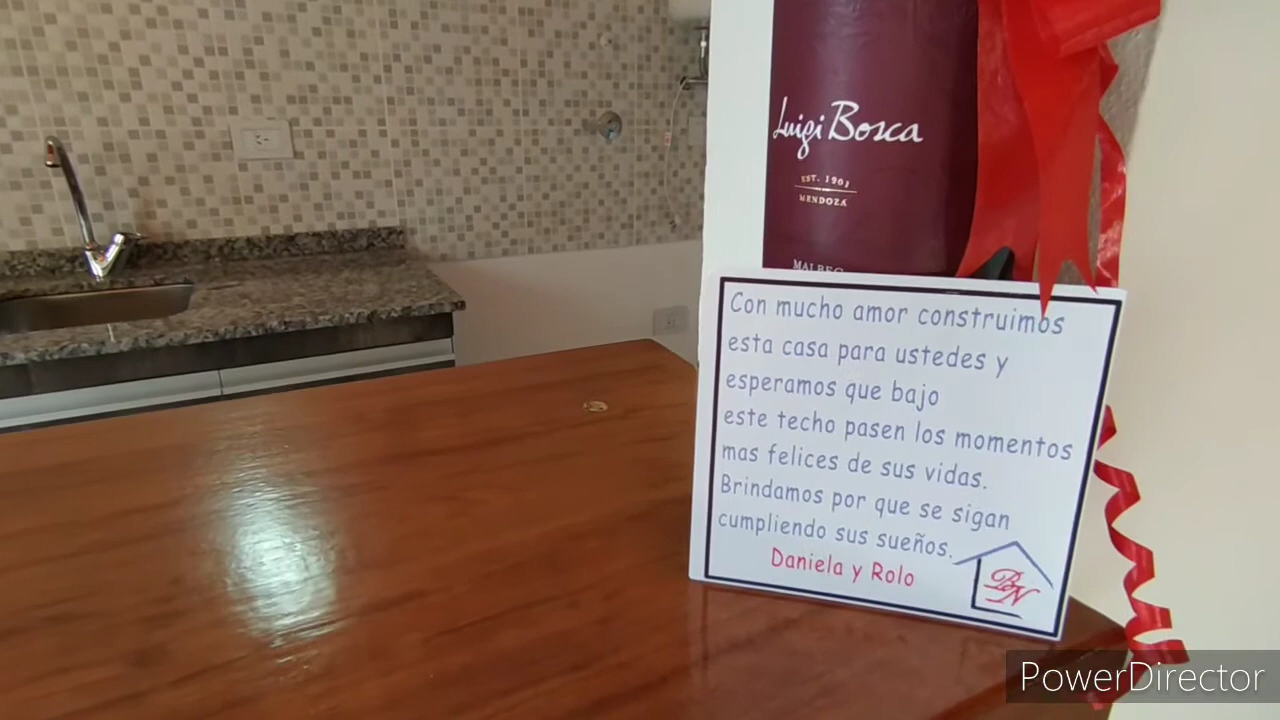 Luigi Bosca
EST. 1901
MENDOZA
MALBEC
Con mucho amor construimos
esta casa para ustedes y
esperamos que bajo
este techo pasen los momentos
mas felices de sus vidas.
Brindamos por que se sigan
cumpliendo sus sueños.
Daniela y Rolo
BN
PowerDirector